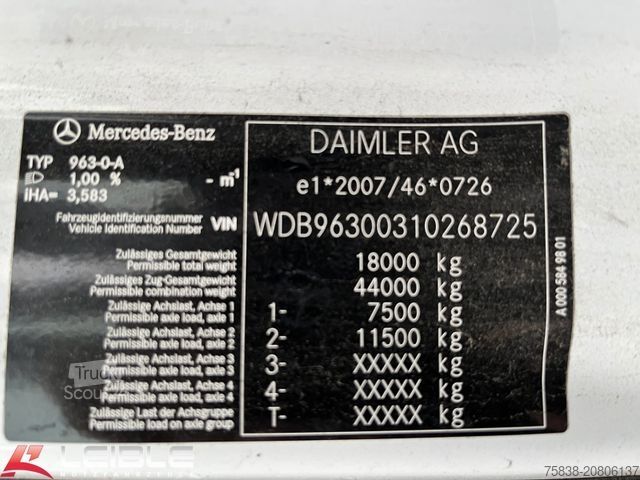 Mercedes-Benz
DAIMLER AG
TYP 963-0-A
1,00 % - m⁻¹
e1*2007/46*0726
iHA= 3,583
Fahrzeugidentifizierungsnummer
Vehicle Identification Number VIN
WDB96300310268725
Zulässiges Gesamtgewicht
Permissible total weight
18000 kg
Zulässiges Zug-Gesamtgewicht
Permissible combination weight
44000 kg
Zulässige Achslast, Achse 1
Permissible axle load, axle 1
1- 7500 kg
Zulässige Achslast, Achse 2
Permissible axle load, axle 2
2- 11500 kg
Zulässige Achslast, Achse 3
Permissible axle load, axle 3
3- XXXXX kg
Zulässige Achslast, Achse 4
Permissible axle load, axle 4
4- XXXXX kg
Zulässige Last der Achsgruppe
Permissible load on axle group
T- XXXXX kg
A 000 584 98 01
LEIBLE
75838-20806137